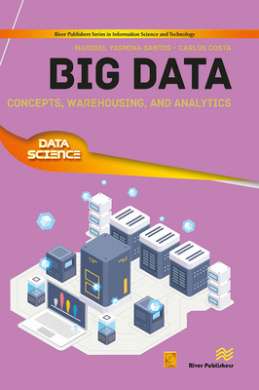 River Publishers Series in Information Science and Technology
MARIBEL YASMINA SANTOS - CARLOS COSTA
BIG DATA
CONCEPTS, WAREHOUSING, AND ANALYTICS
DATA
SCIENCE
River Publishers